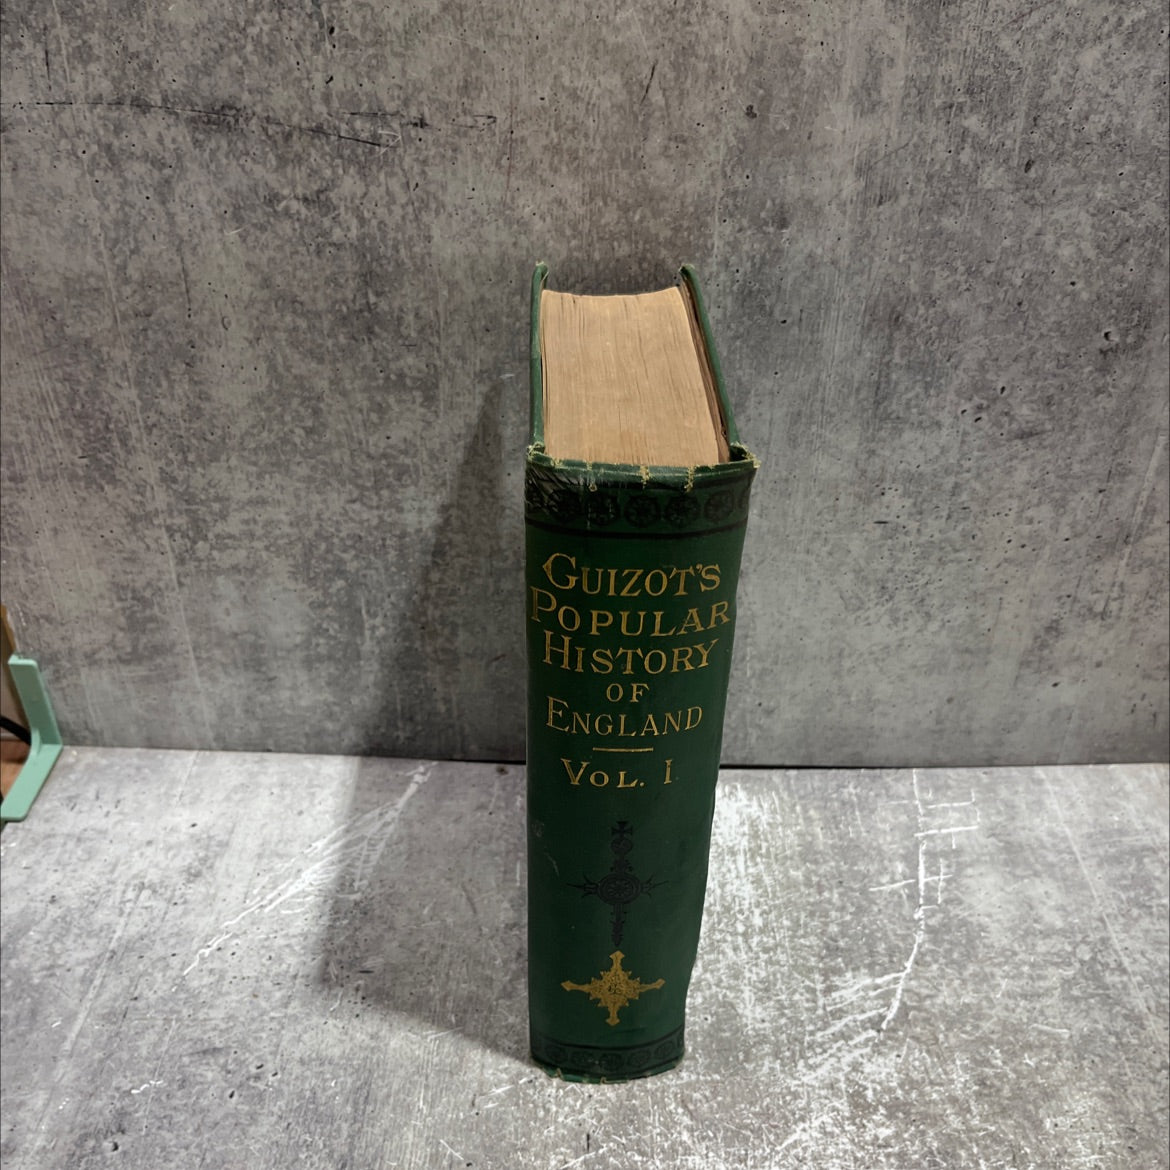 GUIZOT'S
POPULAR
HISTORY
OF
ENGLAND
VOL. I